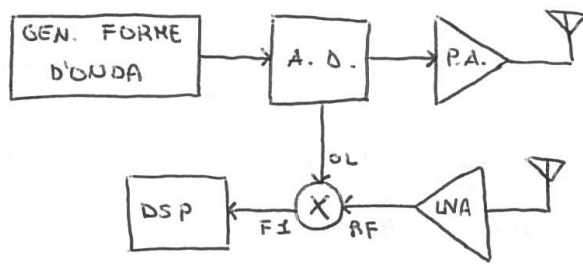 GEN. FORME
D'ONDA
A. D.
P.A.
OL
DSP
X
LNA
FI
RF